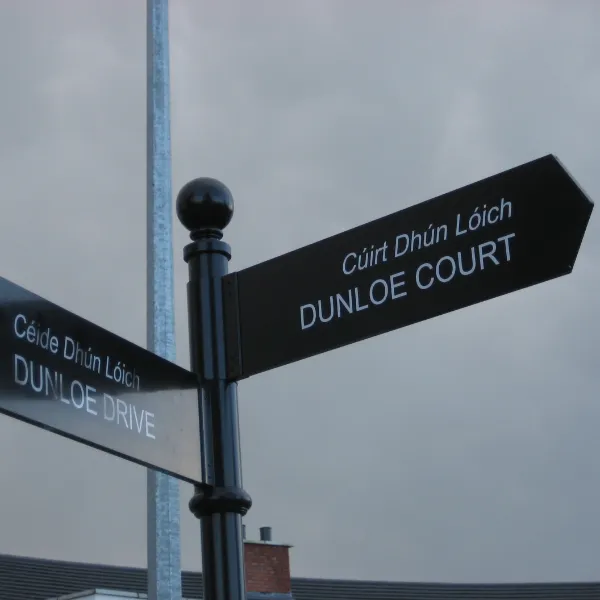 Céide Dhún Lóich
DUNLOE DRIVE
Cúirt Dhún Lóich
DUNLOE COURT